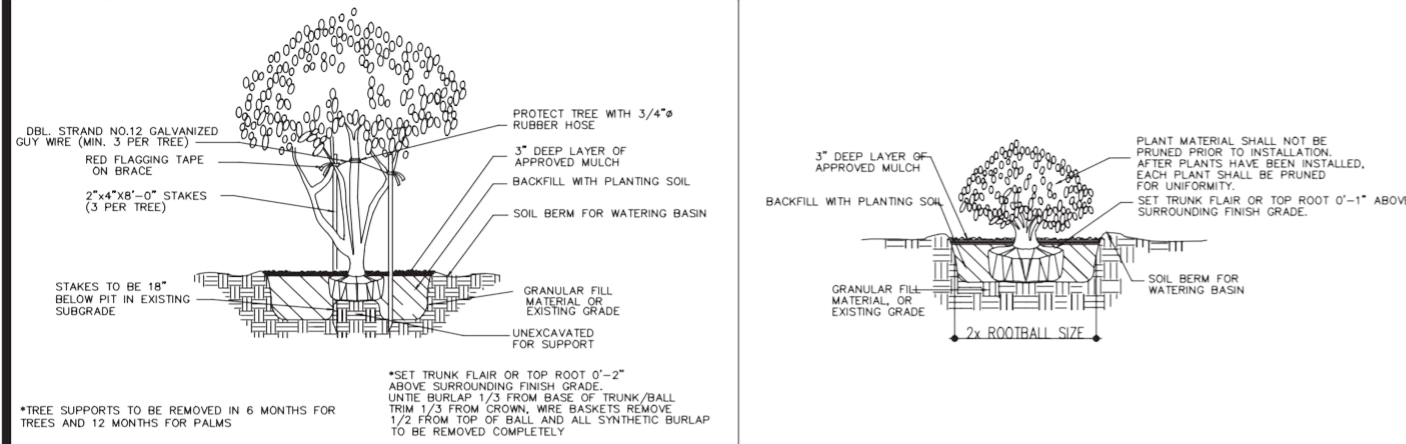 DBL. STRAND NO.12 GALVANIZED
GUY WIRE (MIN. 3 PER TREE)
RED FLAGGING TAPE
ON BRACE
2"x4"X8'-0" STAKES
(3 PER TREE)
STAKES TO BE 18"
BELOW PIT IN EXISTING
SUBGRADE
PROTECT TREE WITH 3/4"ø
RUBBER HOSE
3" DEEP LAYER OF
APPROVED MULCH
BACKFILL WITH PLANTING SOIL
SOIL BERM FOR WATERING BASIN
GRANULAR FILL
MATERIAL OR
EXISTING GRADE
UNEXCAVATED
FOR SUPPORT
*TREE SUPPORTS TO BE REMOVED IN 6 MONTHS FOR
TREES AND 12 MONTHS FOR PALMS
*SET TRUNK FLAIR OR TOP ROOT 0'-2"
ABOVE SURROUNDING FINISH GRADE.
UNTIE BURLAP 1/3 FROM BASE OF TRUNK/BALL
TRIM 1/3 FROM CROWN, WIRE BASKETS REMOVE
1/2 FROM TOP OF BALL AND ALL SYNTHETIC BURLAP
TO BE REMOVED COMPLETELY
3" DEEP LAYER OF
APPROVED MULCH
BACKFILL WITH PLANTING SOIL
GRANULAR FILL
MATERIAL, OR
EXISTING GRADE
2x ROOTBALL SIZE
PLANT MATERIAL SHALL NOT BE
PRUNED PRIOR TO INSTALLATION.
AFTER PLANTS HAVE BEEN INSTALLED,
EACH PLANT SHALL BE PRUNED
FOR UNIFORMITY.
SET TRUNK FLAIR OR TOP ROOT 0'-1" ABOVE
SURROUNDING FINISH GRADE.
SOIL BERM FOR
WATERING BASIN